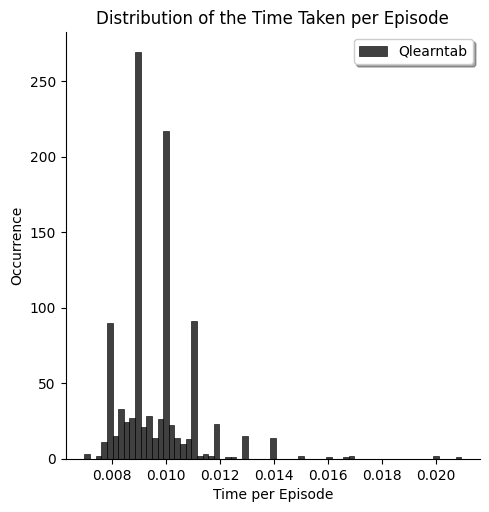 Distribution of the Time Taken per Episode
Qlearntab
250
200
150
100
50
0
Occurrence
0.008 0.010 0.012 0.014 0.016 0.018 0.020
Time per Episode